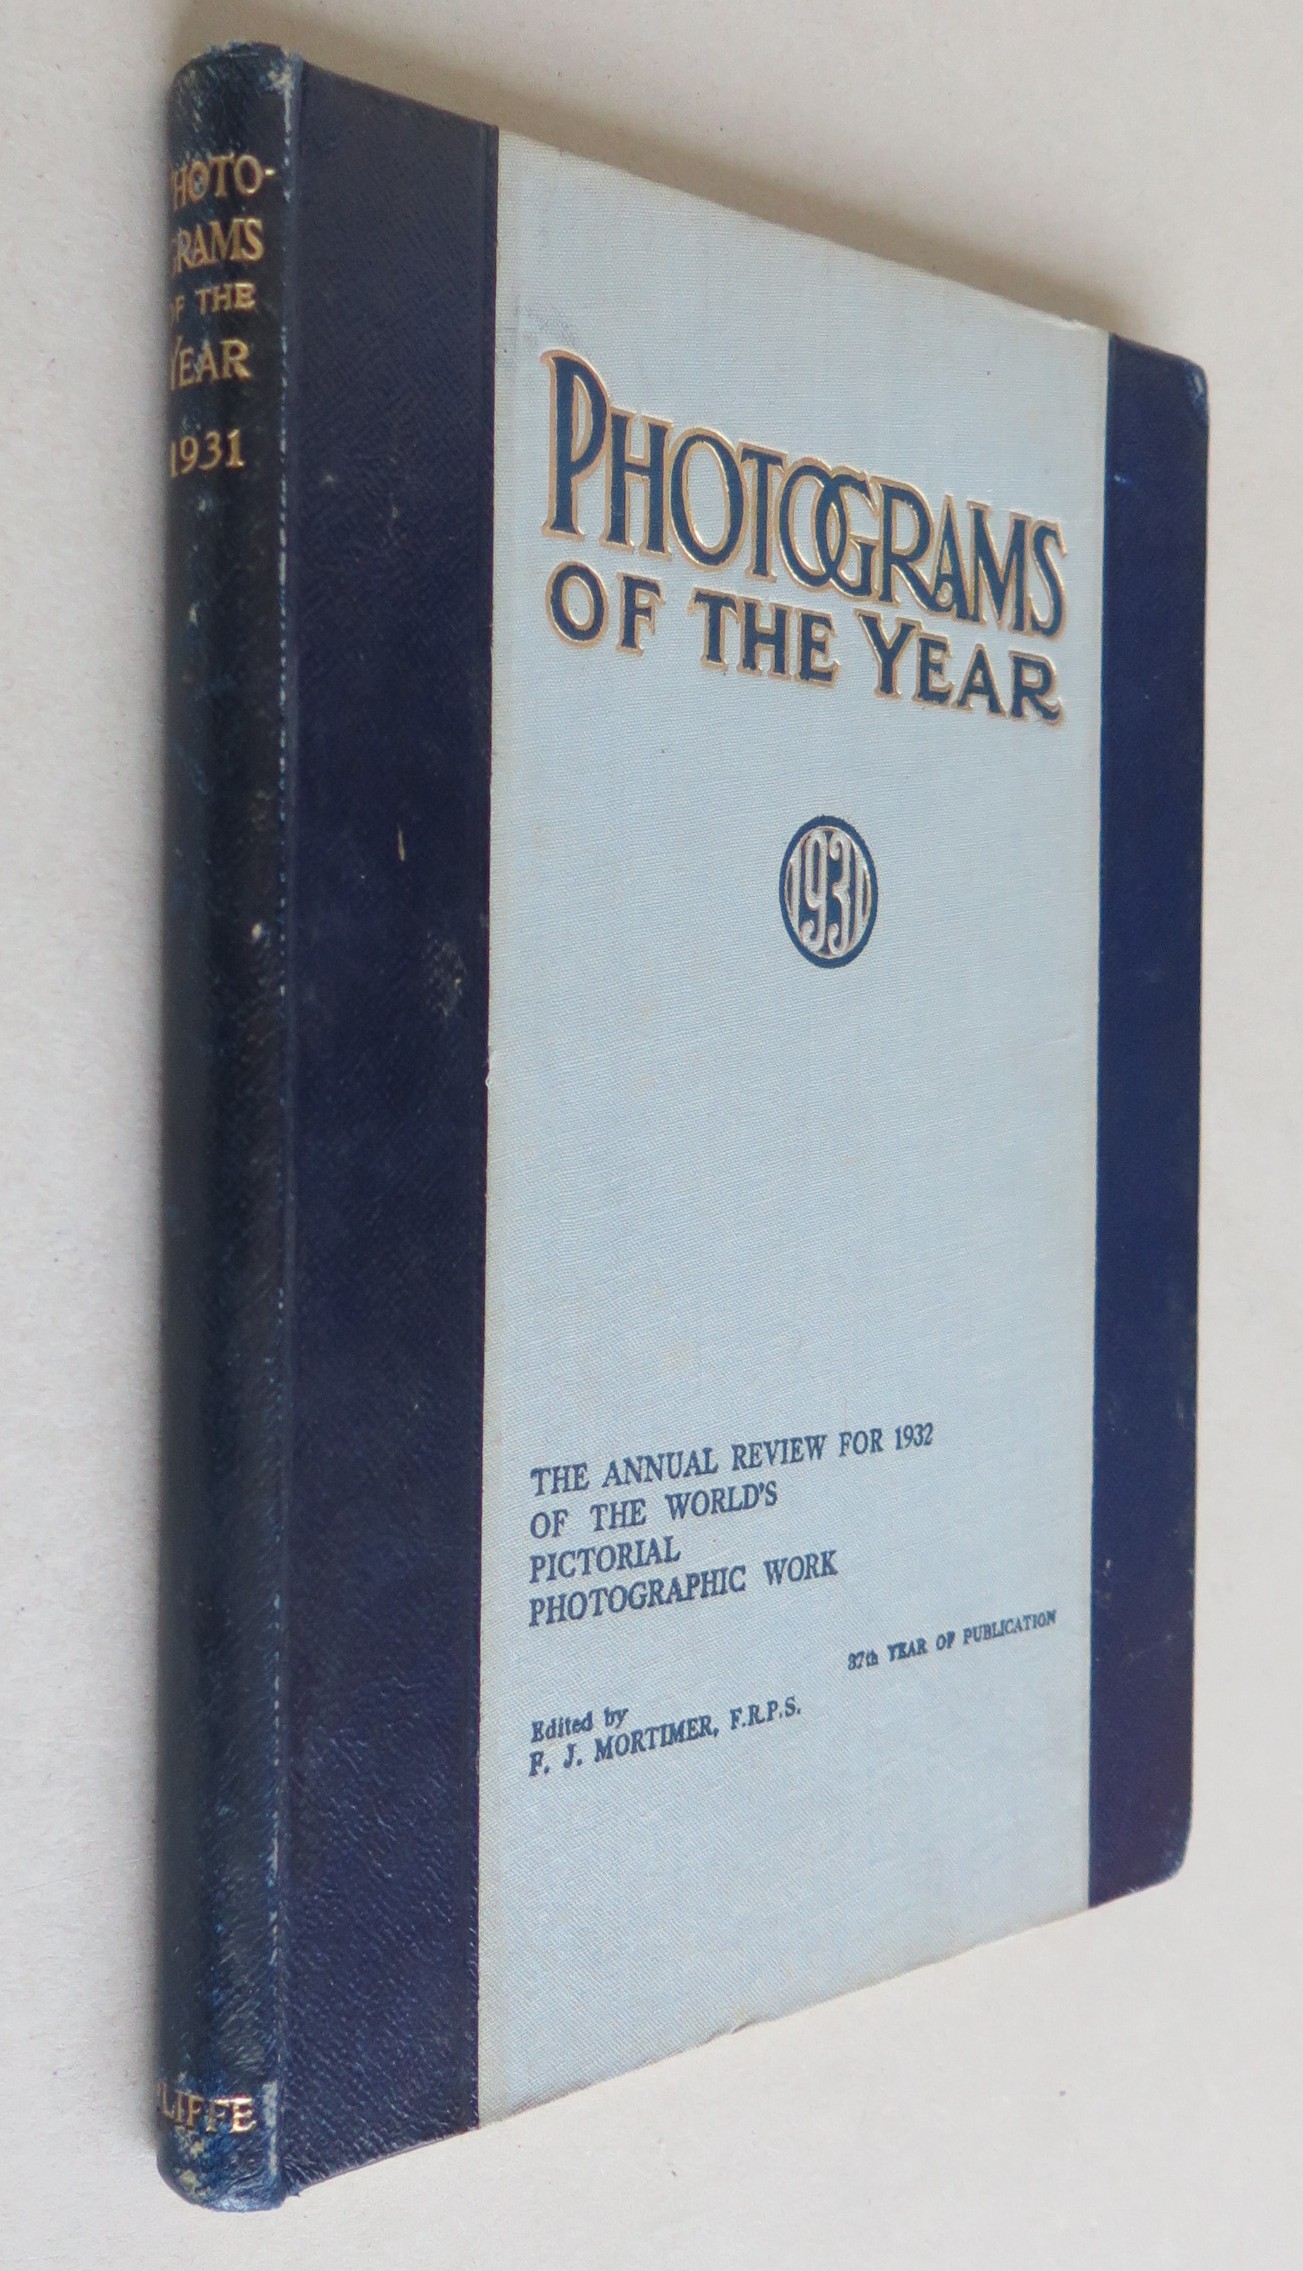 PHOTO-
GRAMS
OF THE
YEAR
1931
PHOTOGRAMS
OF THE YEAR
1931
THE ANNUAL REVIEW FOR 1932
OF THE WORLD'S
PICTORIAL
PHOTOGRAPHIC WORK
37th YEAR OF PUBLICATION
Edited by
F. J. MORTIMER, F.R.P.S.